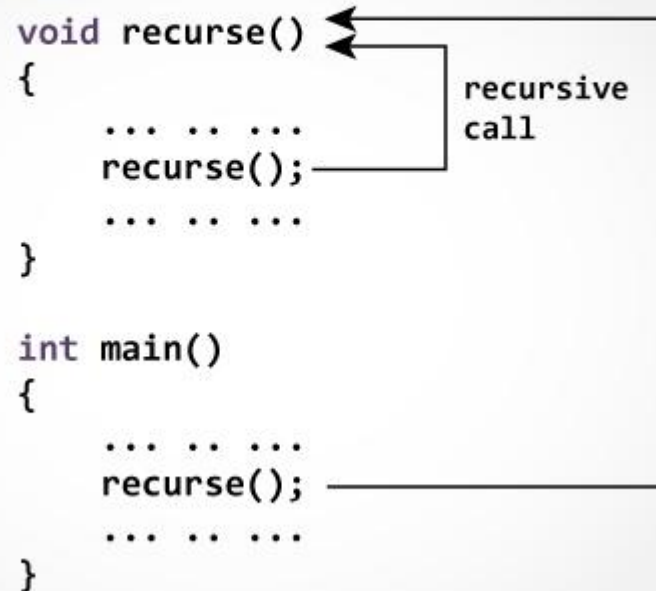 void recurse()
{
... .. ...
recurse();
... .. ...
}
recursive
call
int main()
{
... .. ...
recurse();
... .. ...
}